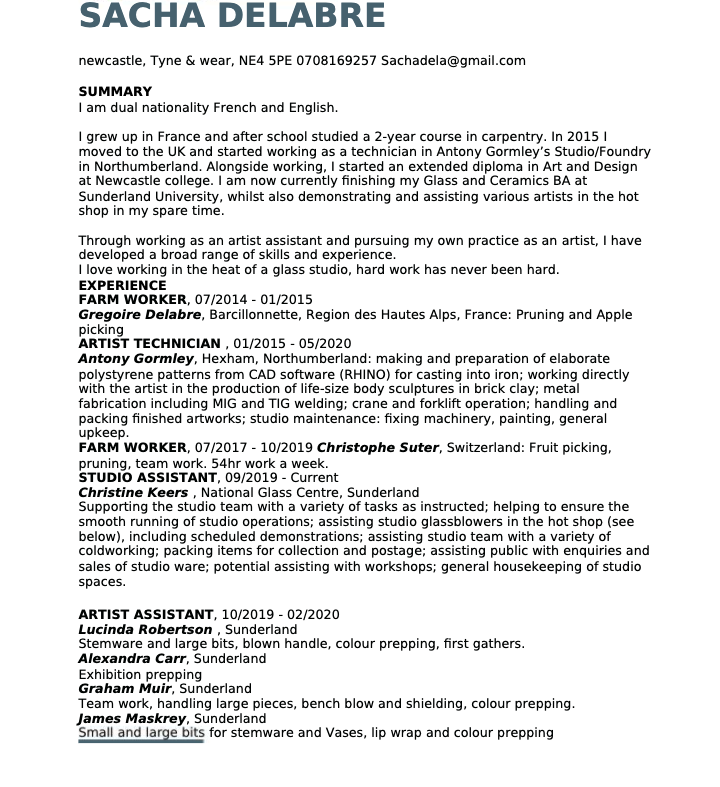 SACHA DELABRE
newcastle, Tyne & wear, NE4 5PE 0708169257 Sachadela@gmail.com
SUMMARY
I am dual nationality French and English.
I grew up in France and after school studied a 2-year course in carpentry. In 2015 I
moved to the UK and started working as a technician in Antony Gormley’s Studio/Foundry
in Northumberland. Alongside working, I started an extended diploma in Art and Design
at Newcastle college. I am now currently finishing my Glass and Ceramics BA at
Sunderland University, whilst also demonstrating and assisting various artists in the hot
shop in my spare time.
Through working as an artist assistant and pursuing my own practice as an artist, I have
developed a broad range of skills and experience.
I love working in the heat of a glass studio, hard work has never been hard.
EXPERIENCE
FARM WORKER, 07/2014 - 01/2015
Gregoire Delabre, Barcillonnette, Region des Hautes Alps, France: Pruning and Apple
picking
ARTIST TECHNICIAN , 01/2015 - 05/2020
Antony Gormley, Hexham, Northumberland: making and preparation of elaborate
polystyrene patterns from CAD software (RHINO) for casting into iron; working directly
with the artist in the production of life-size body sculptures in brick clay; metal
fabrication including MIG and TIG welding; crane and forklift operation; handling and
packing finished artworks; studio maintenance: fixing machinery, painting, general
upkeep.
FARM WORKER, 07/2017 - 10/2019 Christophe Suter, Switzerland: Fruit picking,
pruning, team work. 54hr work a week.
STUDIO ASSISTANT, 09/2019 - Current
Christine Keers , National Glass Centre, Sunderland
Supporting the studio team with a variety of tasks as instructed; helping to ensure the
smooth running of studio operations; assisting studio glassblowers in the hot shop (see
below), including scheduled demonstrations; assisting studio team with a variety of
coldworking; packing items for collection and postage; assisting public with enquiries and
sales of studio ware; potential assisting with workshops; general housekeeping of studio
spaces.
ARTIST ASSISTANT, 10/2019 - 02/2020
Lucinda Robertson , Sunderland
Stemware and large bits, blown handle, colour prepping, first gathers.
Alexandra Carr, Sunderland
Exhibition prepping
Graham Muir, Sunderland
Team work, handling large pieces, bench blow and shielding, colour prepping.
James Maskrey, Sunderland
Small and large bits for stemware and Vases, lip wrap and colour prepping